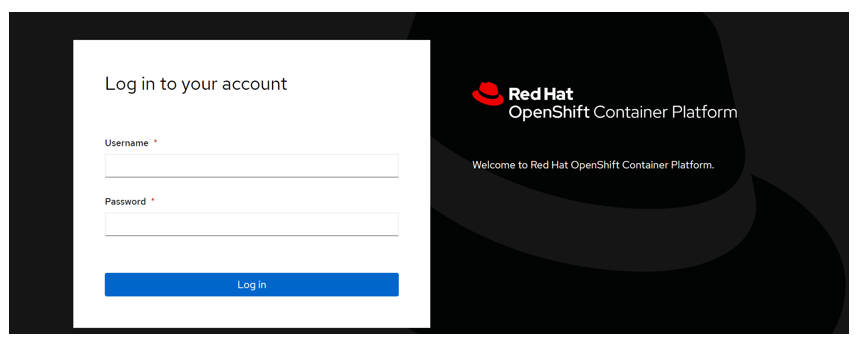 Log in to your account
Username *
Password *
Log in
Red Hat
OpenShift Container Platform
Welcome to Red Hat OpenShift Container Platform.